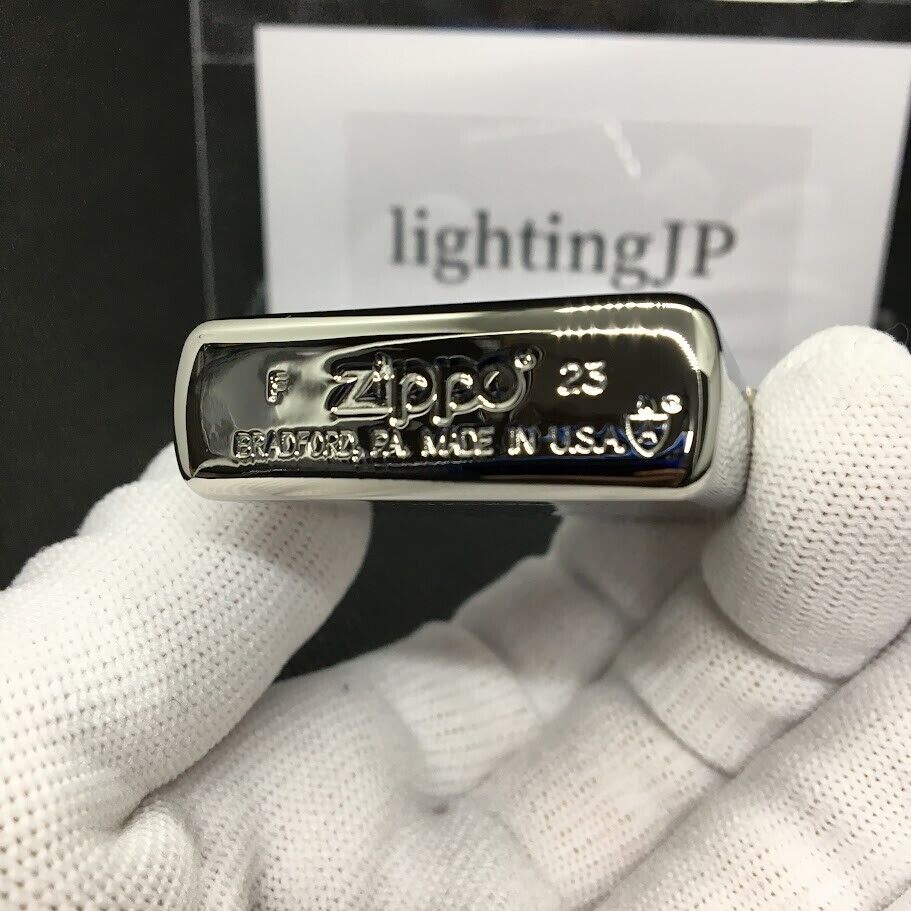 lightingJP
F Zippo 23
BRADFORD, PA. MADE IN U.S.A.